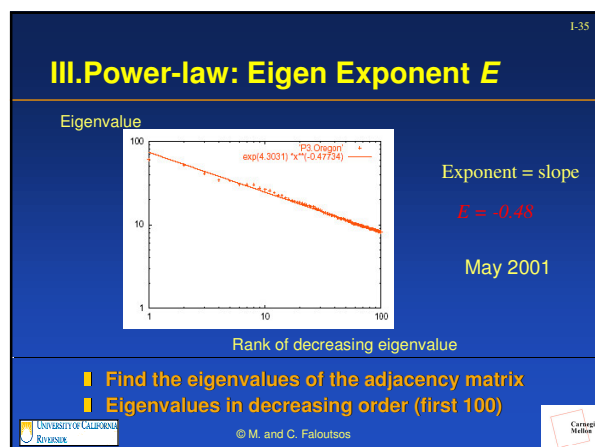 I-35
III.Power-law: Eigen Exponent E
Eigenvalue
100
10
1
1
10
100
'P3.Oregon'
exp(4.3031) *x**(-0.47734)
Exponent = slope
E = -0.48
May 2001
Rank of decreasing eigenvalue
Find the eigenvalues of the adjacency matrix
Eigenvalues in decreasing order (first 100)
UNIVERSITY OF CALIFORNIA
RIVERSIDE
© M. and C. Faloutsos
Carnegi
Mellon